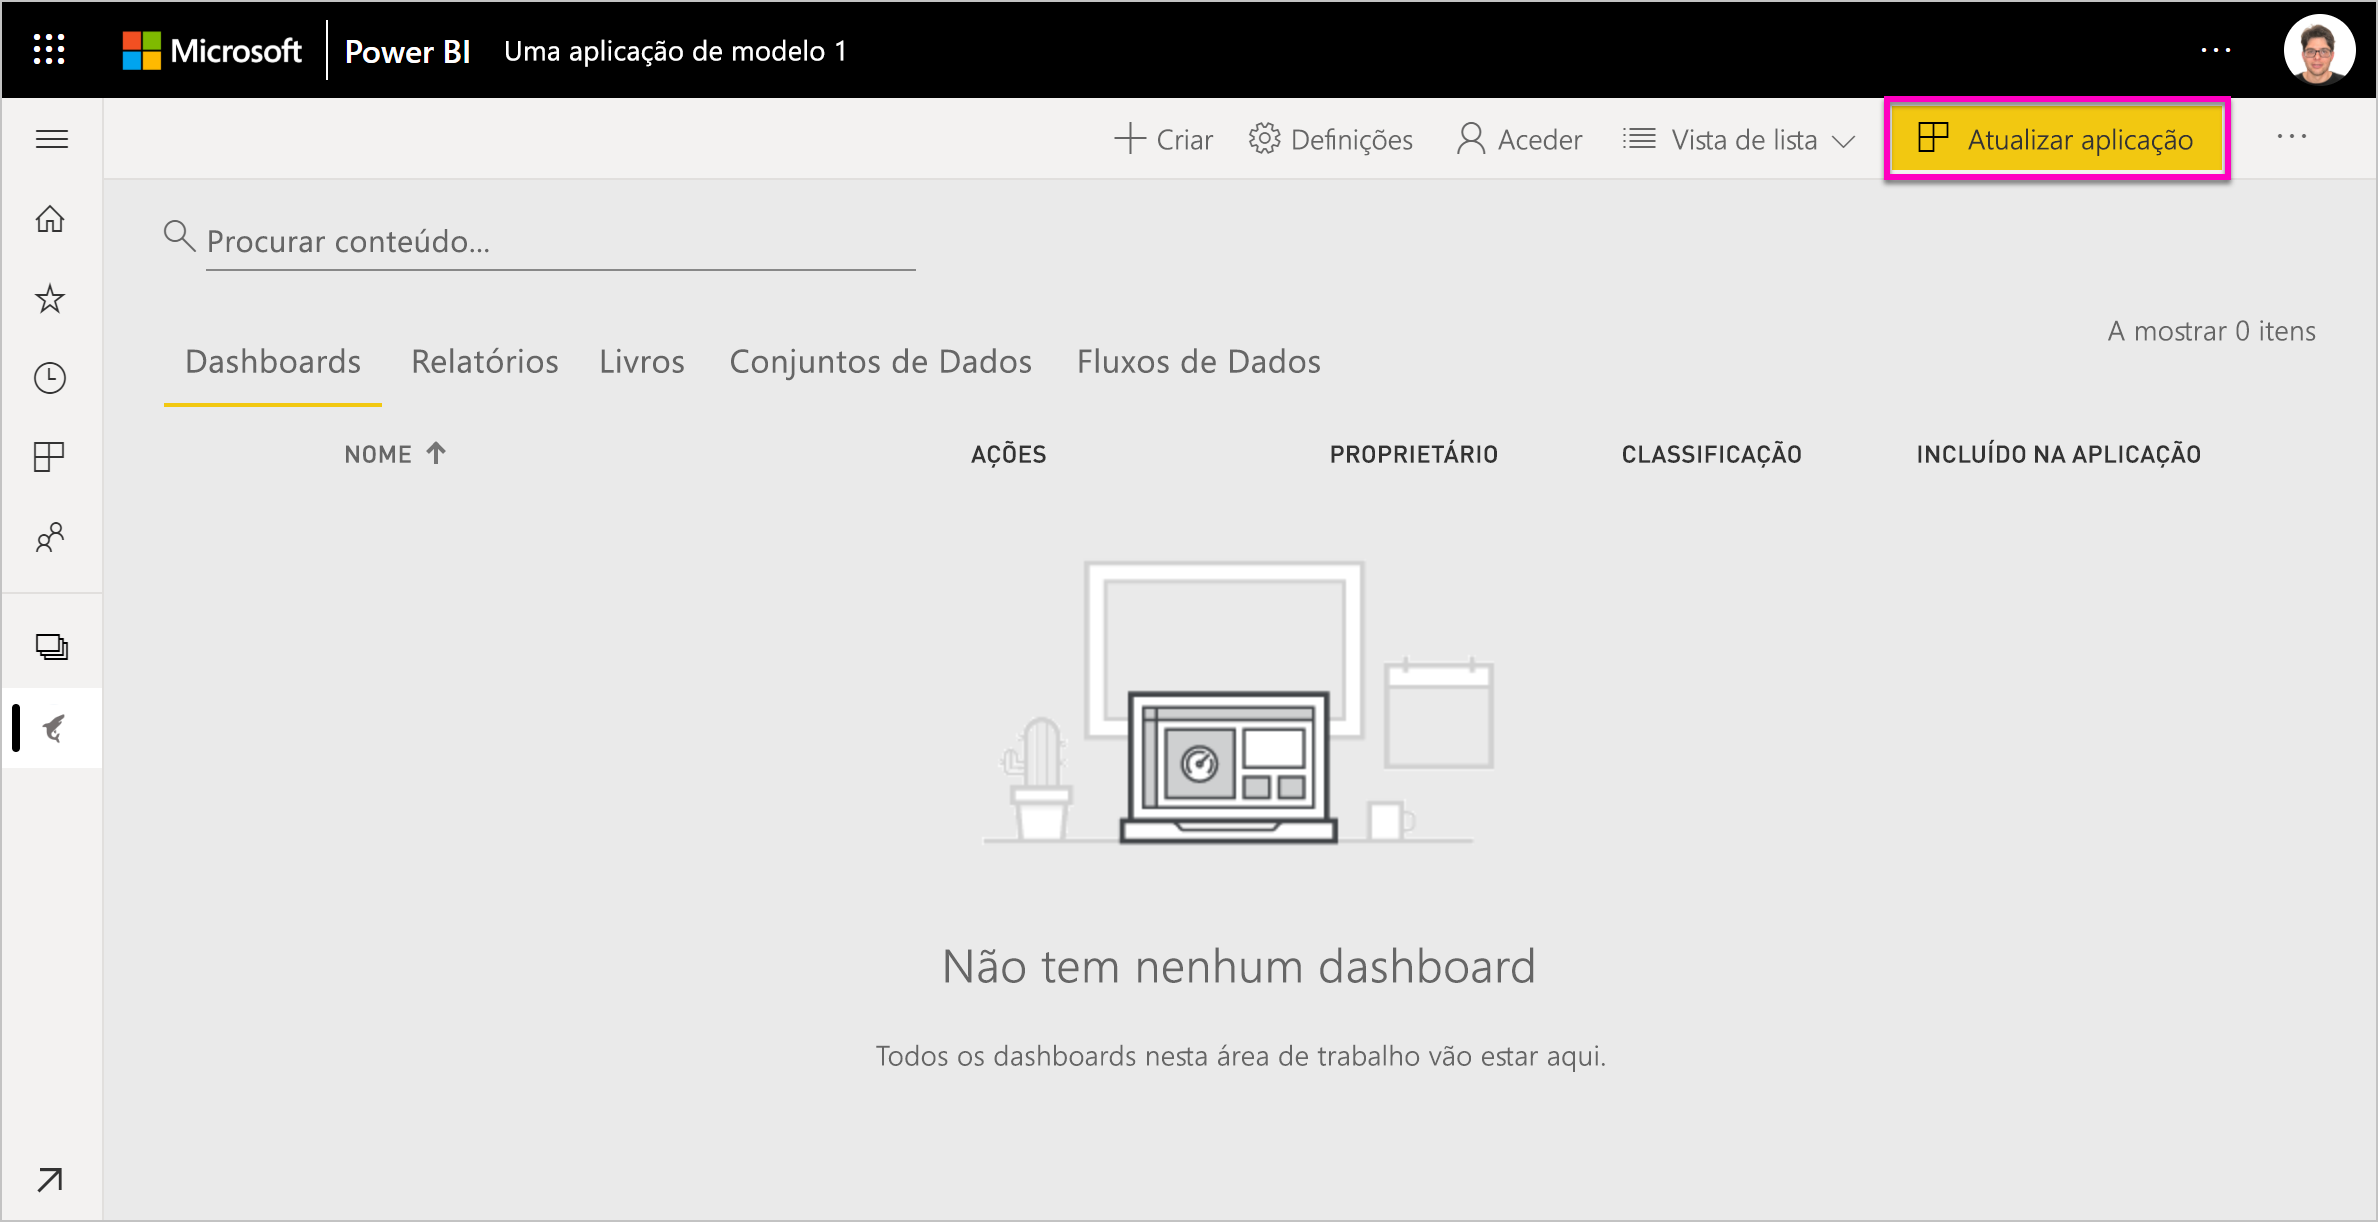 Microsoft Power BI Uma aplicação de modelo 1 ...
Criar Definições Aceder Vista de lista Atualizar aplicação ...
Procurar conteúdo...
A mostrar 0 itens
Dashboards Relatórios Livros Conjuntos de Dados Fluxos de Dados
NOME AÇÕES PROPRIETÁRIO CLASSIFICAÇÃO INCLUÍDO NA APLICAÇÃO
Não tem nenhum dashboard
Todos os dashboards nesta área de trabalho vão estar aqui.